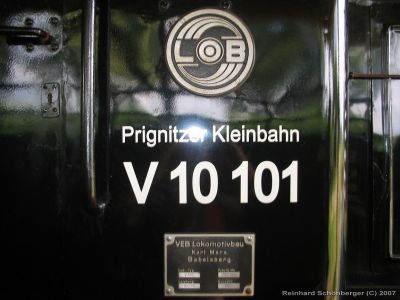 LOB
Prignitzer Kleinbahn
V 10 101
VEB Lokomotivbau
Karl Marx
Babelsberg
Reinhard Schönberger (C) 2007